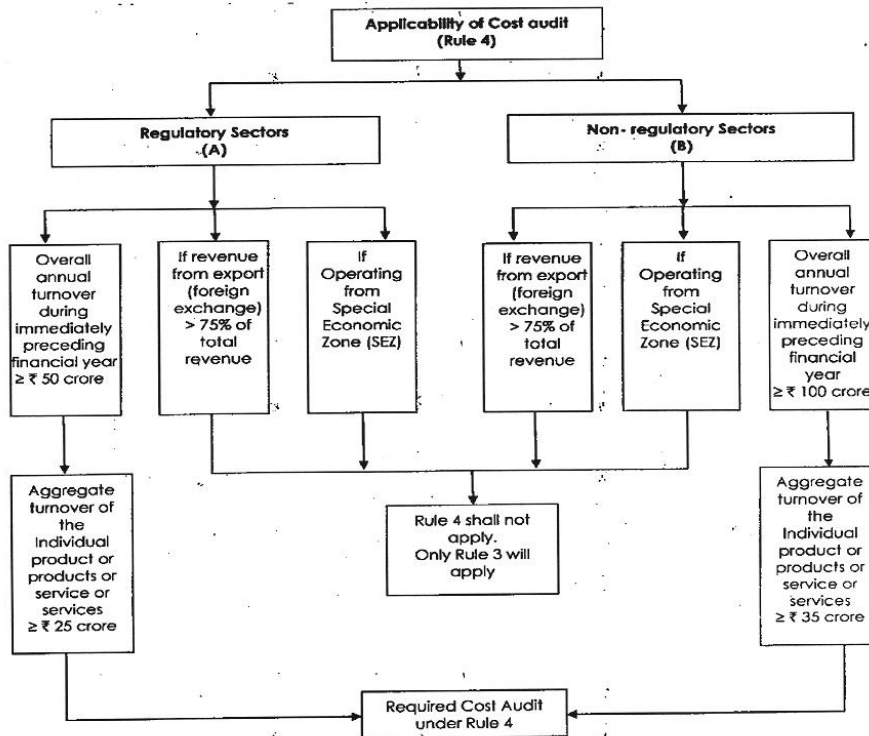 Applicability of Cost audit
(Rule 4)
Regulatory Sectors
(A)
Non- regulatory Sectors
(B)
Overall
annual
turnover
during
immediately
preceding
financial year
≥ ₹ 50 crore
If revenue
from export
(foreign
exchange)
> 75% of
total
revenue
If
Operating
from
Special
Economic
Zone (SEZ)
If revenue
from export
(foreign
exchange)
> 75% of
total
revenue
If
Operating
from
Special
Economic
Zone (SEZ)
Overall
annual
turnover
during
immediately
preceding
financial
year
≥ ₹ 100 crore
Aggregate
turnover of
the
Individual
product or
products or
service or
services
≥ ₹ 25 crore
Rule 4 shall not
apply.
Only Rule 3 will
apply
Aggregate
turnover of
the
Individual
product or
products or
service or
services
≥ ₹ 35 crore
Required Cost Audit
under Rule 4